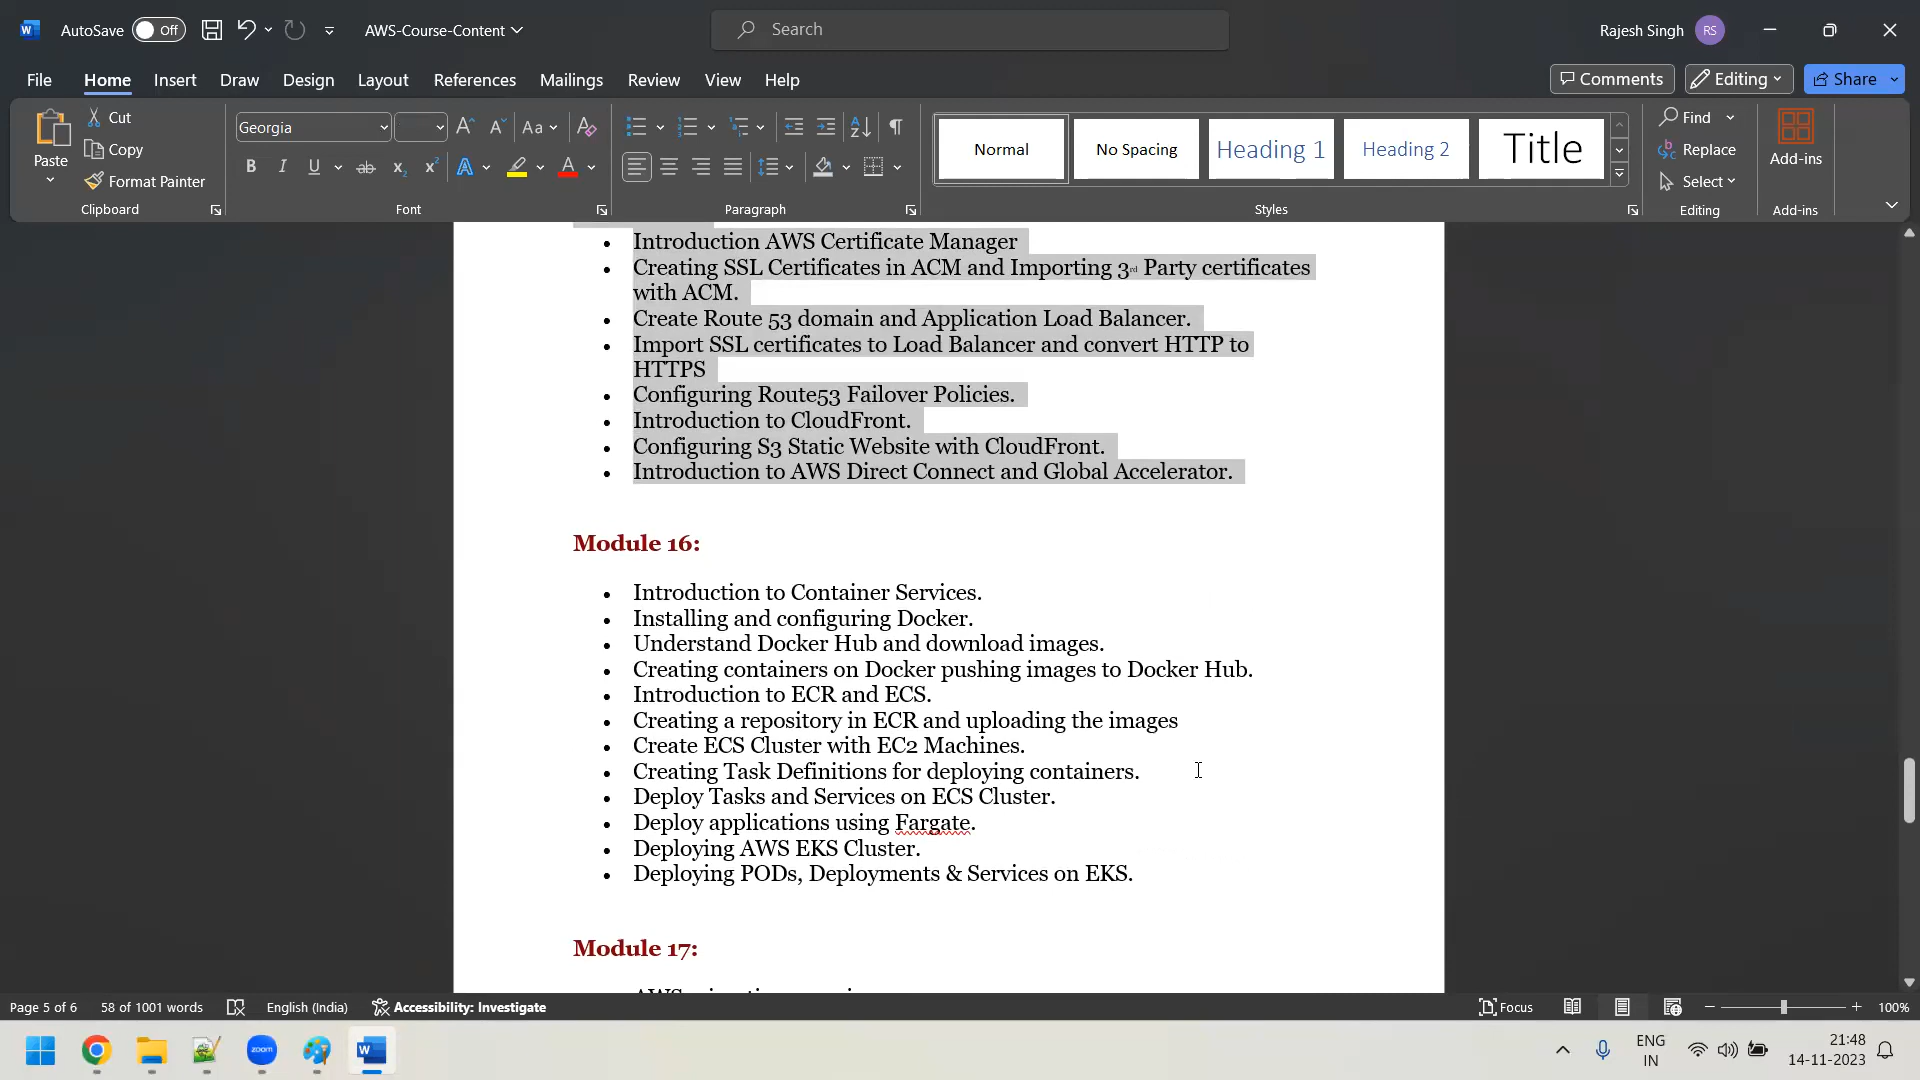 AutoSave Off AWS-Course-Content Search Rajesh Singh RS
File Home Insert Draw Design Layout References Mailings Review View Help Comments Editing Share
Paste Cut Copy Format Painter
Georgia
Normal No Spacing Heading 1 Heading 2 Title
Find Replace Select Add-ins
Clipboard Font Paragraph Styles Editing Add-ins
Introduction AWS Certificate Manager
Creating SSL Certificates in ACM and Importing 3rd Party certificates
with ACM.
Create Route 53 domain and Application Load Balancer.
Import SSL certificates to Load Balancer and convert HTTP to
HTTPS
Configuring Route53 Failover Policies.
Introduction to CloudFront.
Configuring S3 Static Website with CloudFront.
Introduction to AWS Direct Connect and Global Accelerator.
Module 16:
Introduction to Container Services.
Installing and configuring Docker.
Understand Docker Hub and download images.
Creating containers on Docker pushing images to Docker Hub.
Introduction to ECR and ECS.
Creating a repository in ECR and uploading the images
Create ECS Cluster with EC2 Machines.
Creating Task Definitions for deploying containers.
Deploy Tasks and Services on ECS Cluster.
Deploy applications using Fargate.
Deploying AWS EKS Cluster.
Deploying PODs, Deployments & Services on EKS.
Module 17:
Page 5 of 6 58 of 1001 words English (India) Accessibility: Investigate Focus 100%
zoom ENG IN 21:48 14-11-2023